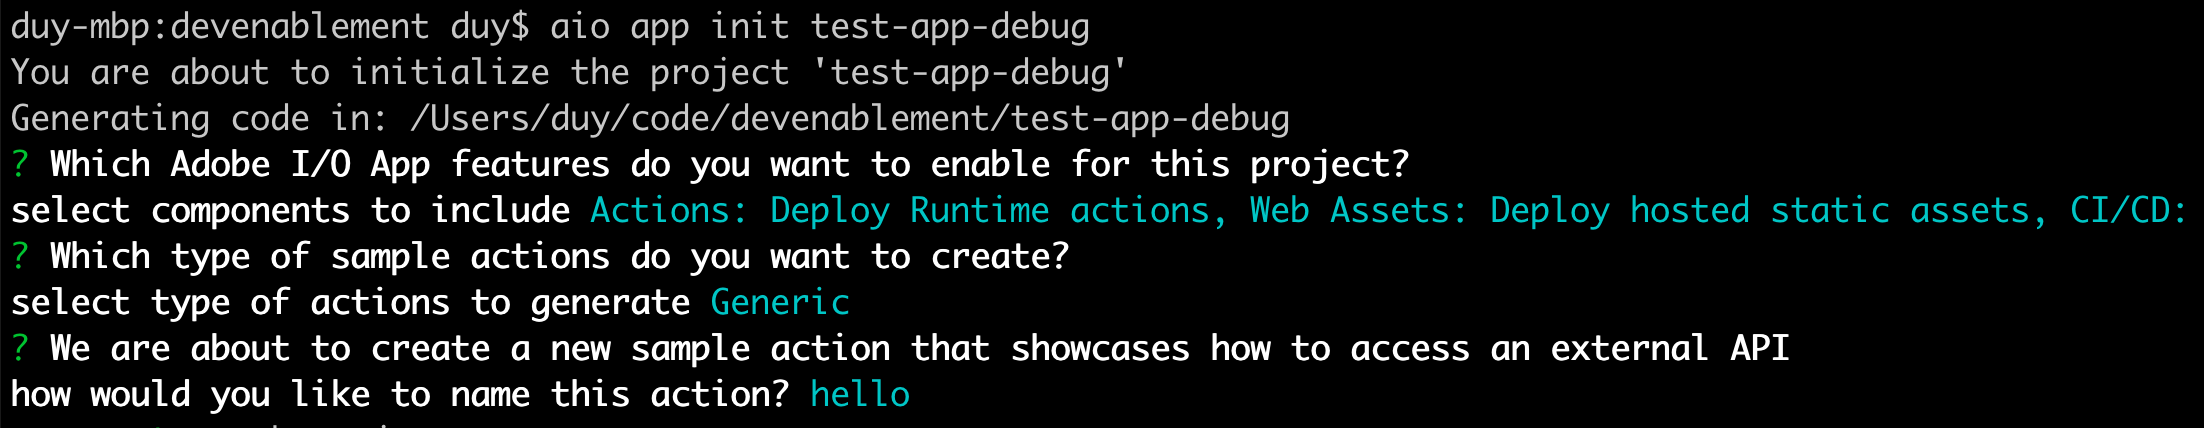 duy-mbp:devenablement duy$ aio app init test-app-debug
You are about to initialize the project 'test-app-debug'
Generating code in: /Users/duy/code/devenablement/test-app-debug
? Which Adobe I/O App features do you want to enable for this project?
select components to include Actions: Deploy Runtime actions, Web Assets: Deploy hosted static assets, CI/CD:
? Which type of sample actions do you want to create?
select type of actions to generate Generic
? We are about to create a new sample action that showcases how to access an external API
how would you like to name this action? hello